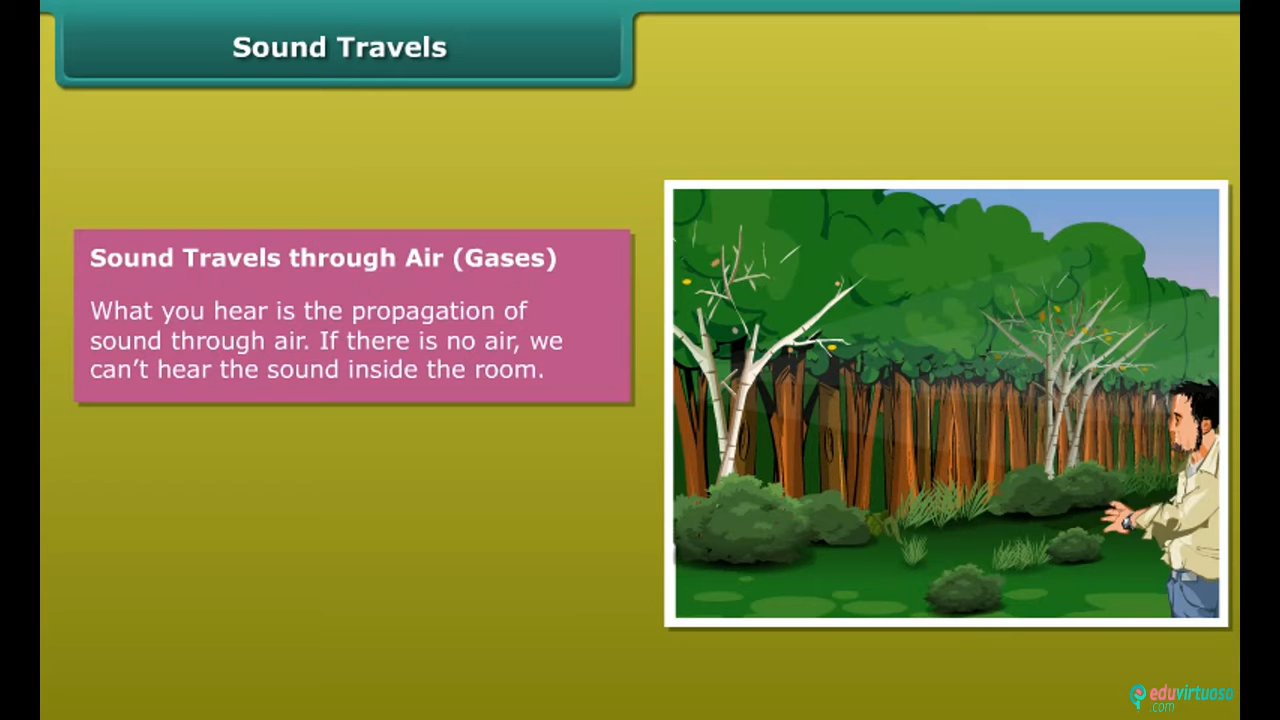 Sound Travels
Sound Travels through Air (Gases)
What you hear is the propagation of
sound through air. If there is no air, we
can’t hear the sound inside the room.
eduvirtuoso
.com